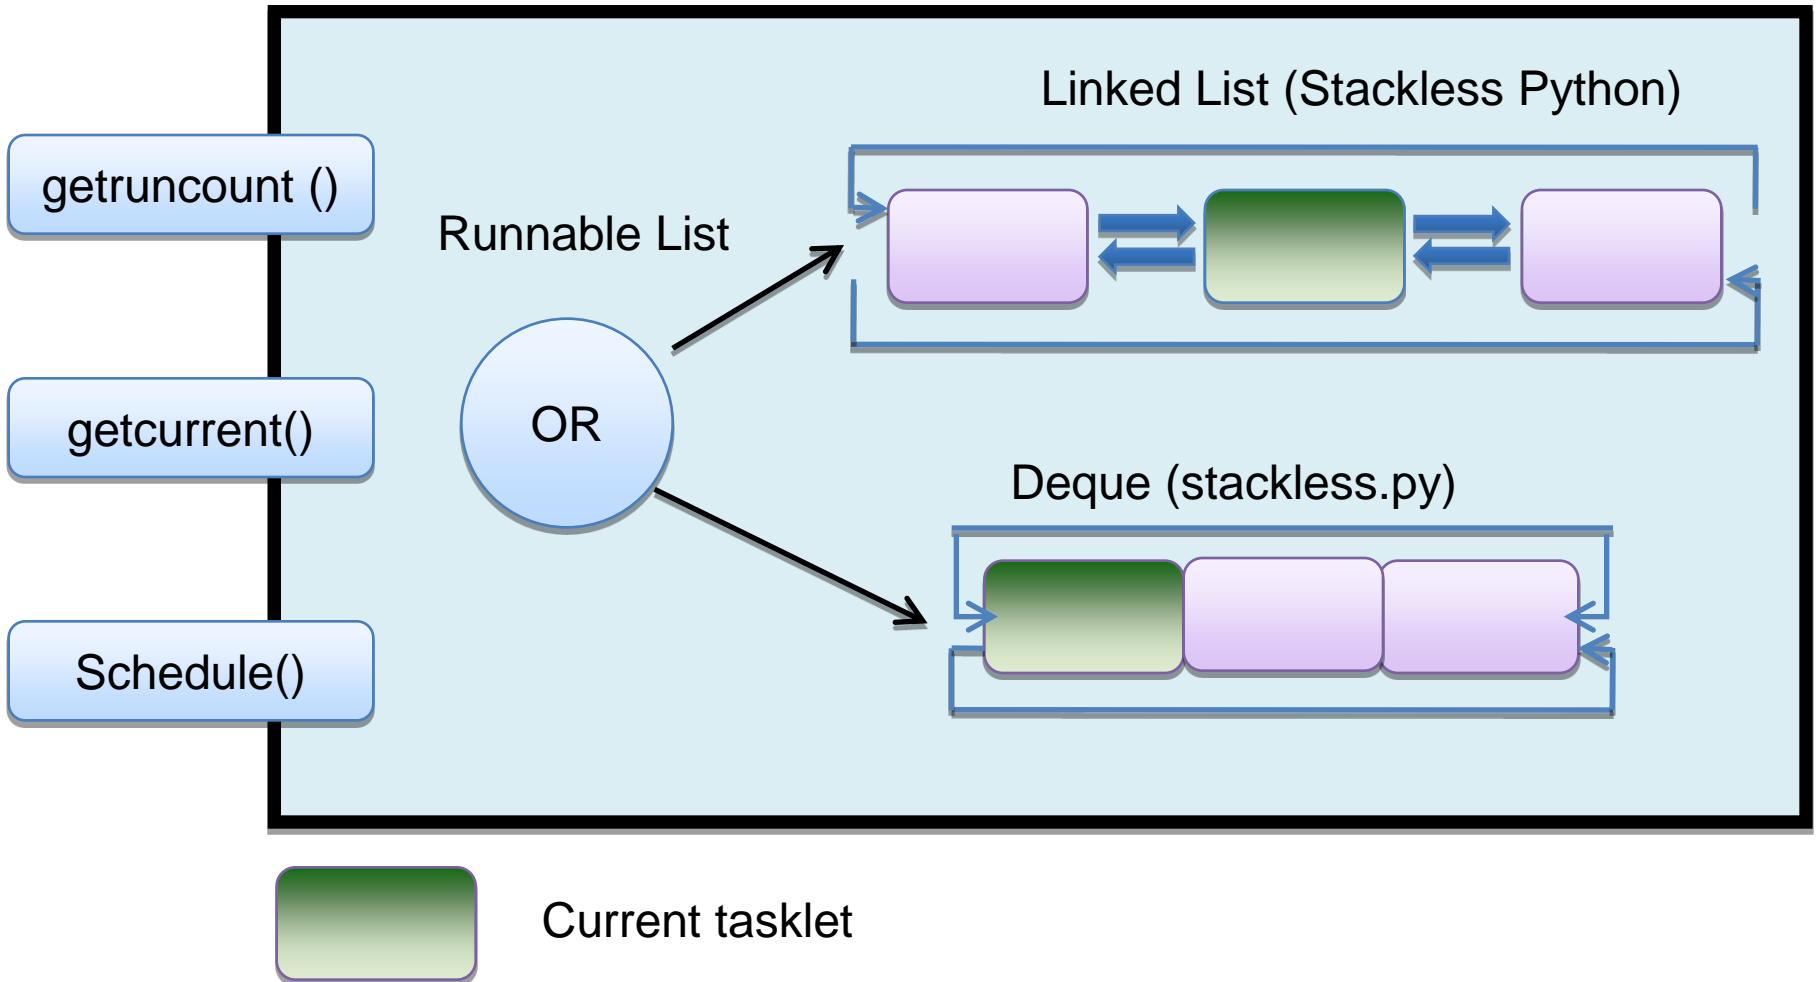 Linked List (Stackless Python)
getruncount ()
Runnable List
getcurrent()
OR
Deque (stackless.py)
Schedule()
Current tasklet